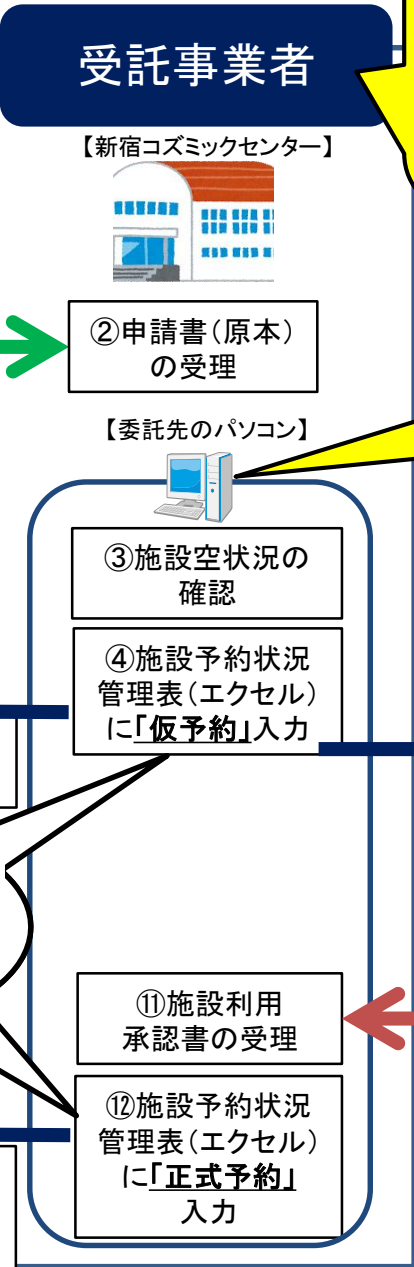 受託事業者
【新宿コズミックセンター】
②申請書(原本)
の受理
【委託先のパソコン】
③施設空状況の
確認
④施設予約状況
管理表(エクセル)
に「仮予約」入力
⑪施設利用
承認書の受理
⑫施設予約状況
管理表(エクセル)
に「正式予約」
入力